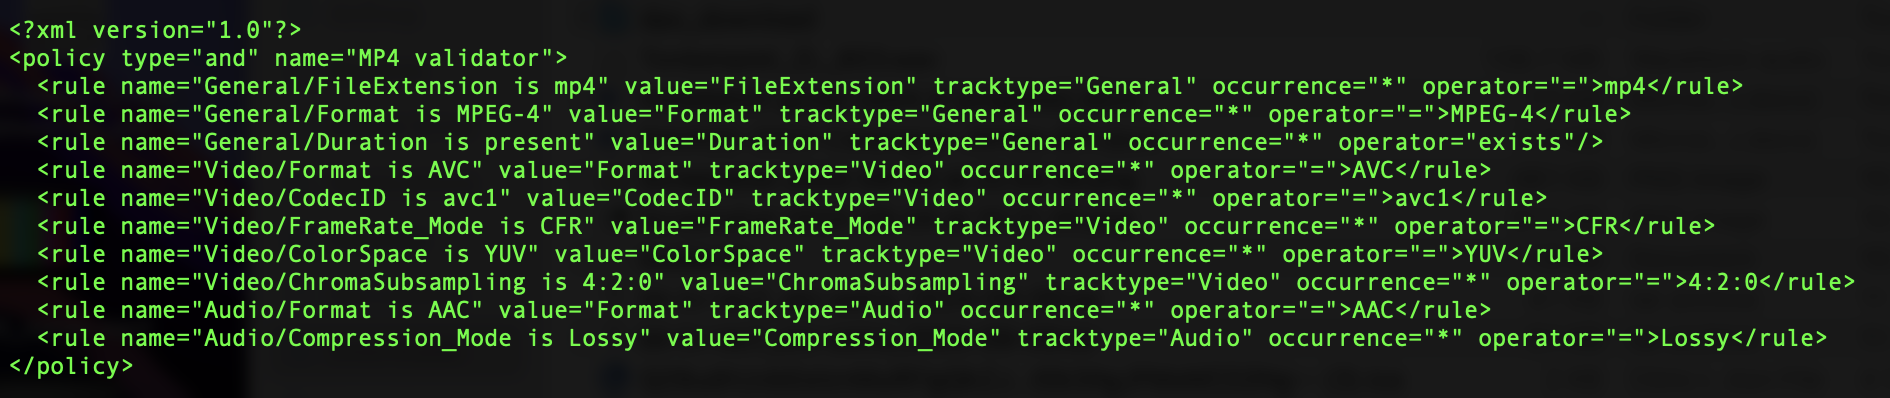 <?xml version="1.0"?>
<policy type="and" name="MP4 validator">
  <rule name="General/FileExtension is mp4" value="FileExtension" tracktype="General" occurrence="*" operator="=">mp4</rule>
  <rule name="General/Format is MPEG-4" value="Format" tracktype="General" occurrence="*" operator="=">MPEG-4</rule>
  <rule name="General/Duration is present" value="Duration" tracktype="General" occurrence="*" operator="exists"/>
  <rule name="Video/Format is AVC" value="Format" tracktype="Video" occurrence="*" operator="=">AVC</rule>
  <rule name="Video/CodecID is avc1" value="CodecID" tracktype="Video" occurrence="*" operator="=">avc1</rule>
  <rule name="Video/FrameRate_Mode is CFR" value="FrameRate_Mode" tracktype="Video" occurrence="*" operator="=">CFR</rule>
  <rule name="Video/ColorSpace is YUV" value="ColorSpace" tracktype="Video" occurrence="*" operator="=">YUV</rule>
  <rule name="Video/ChromaSubsampling is 4:2:0" value="ChromaSubsampling" tracktype="Video" occurrence="*" operator="=">4:2:0</rule>
  <rule name="Audio/Format is AAC" value="Format" tracktype="Audio" occurrence="*" operator="=">AAC</rule>
  <rule name="Audio/Compression_Mode is Lossy" value="Compression_Mode" tracktype="Audio" occurrence="*" operator="=">Lossy</rule>
</policy>